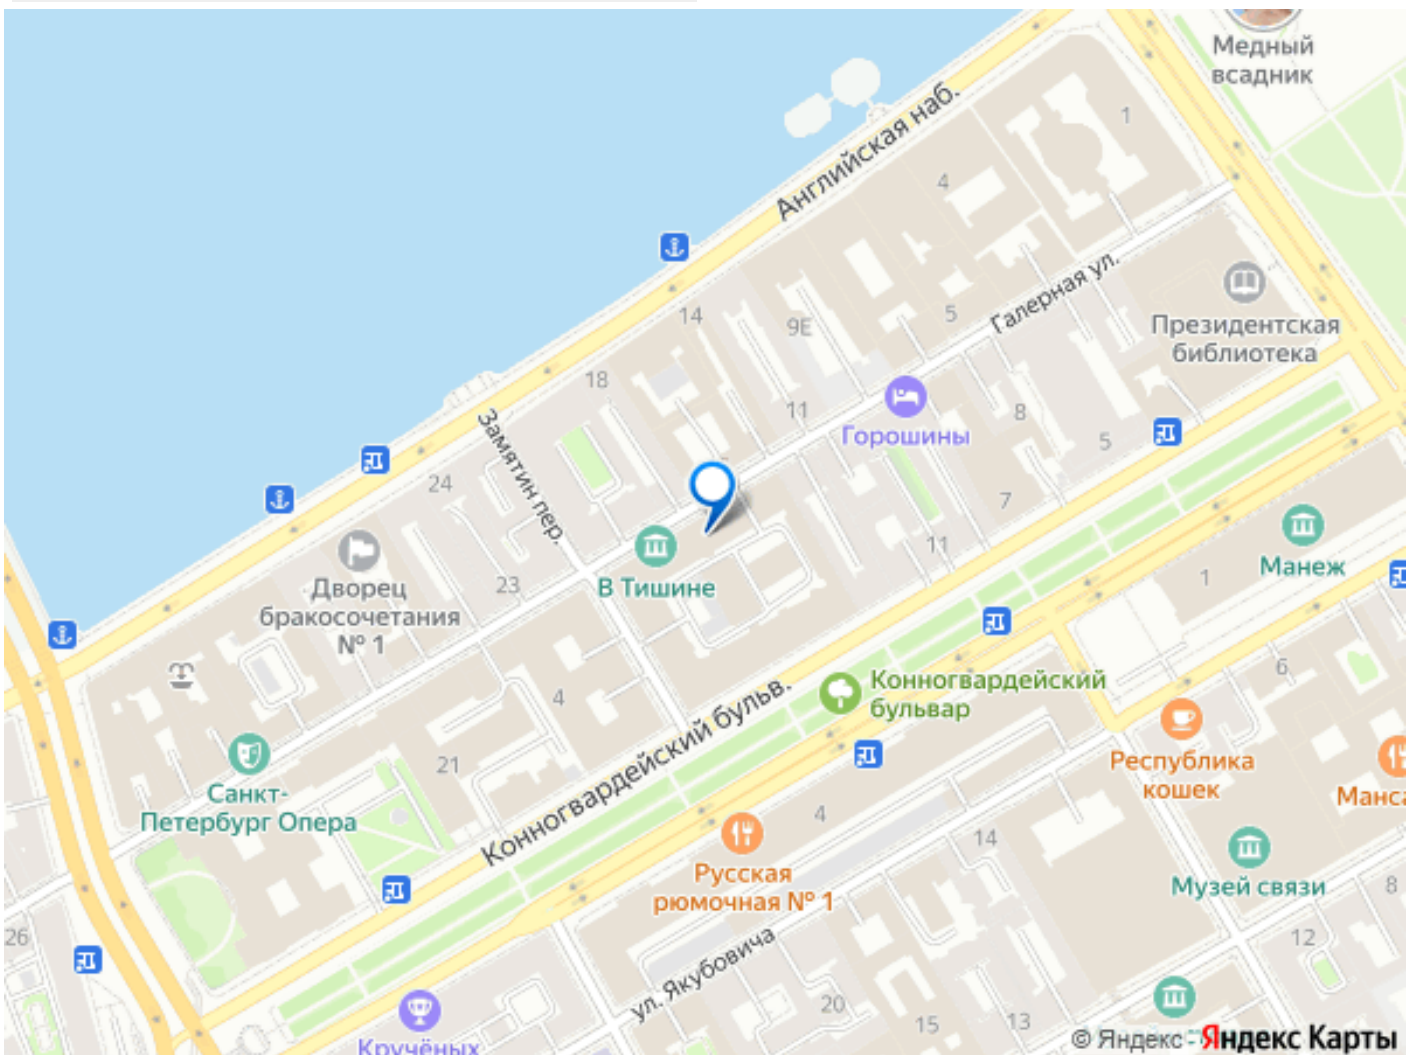 Медный
всадник
1
Английская наб.
4
Галерная ул.
Президентская
библиотека
14
9Е
5
18
11
Горошины
8
5
Замятин пер.
24
7
11
В Тишине
23
Дворец
бракосочетания
№ 1
Манеж
1
6
4
Конногвардейский бульв.
Конногвардейский
бульвар
Республика
кошек
21
Санкт-
Петербург Опера
4
14
Русская
рюмочная № 1
Музей связи
8
26
ул. Якубовича
12
20
15
13
Кручёных
© Яндекс
Яндекс Карты